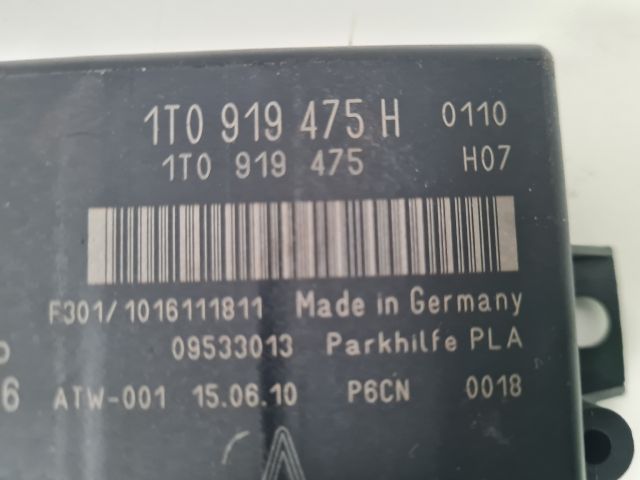 1T0 919 475 H 0110
1T0 919 475 H07
F301/1016111811 Made in Germany
09533013 Parkhilfe PLA
6 ATW-001 15.06.10 P6CN 0018